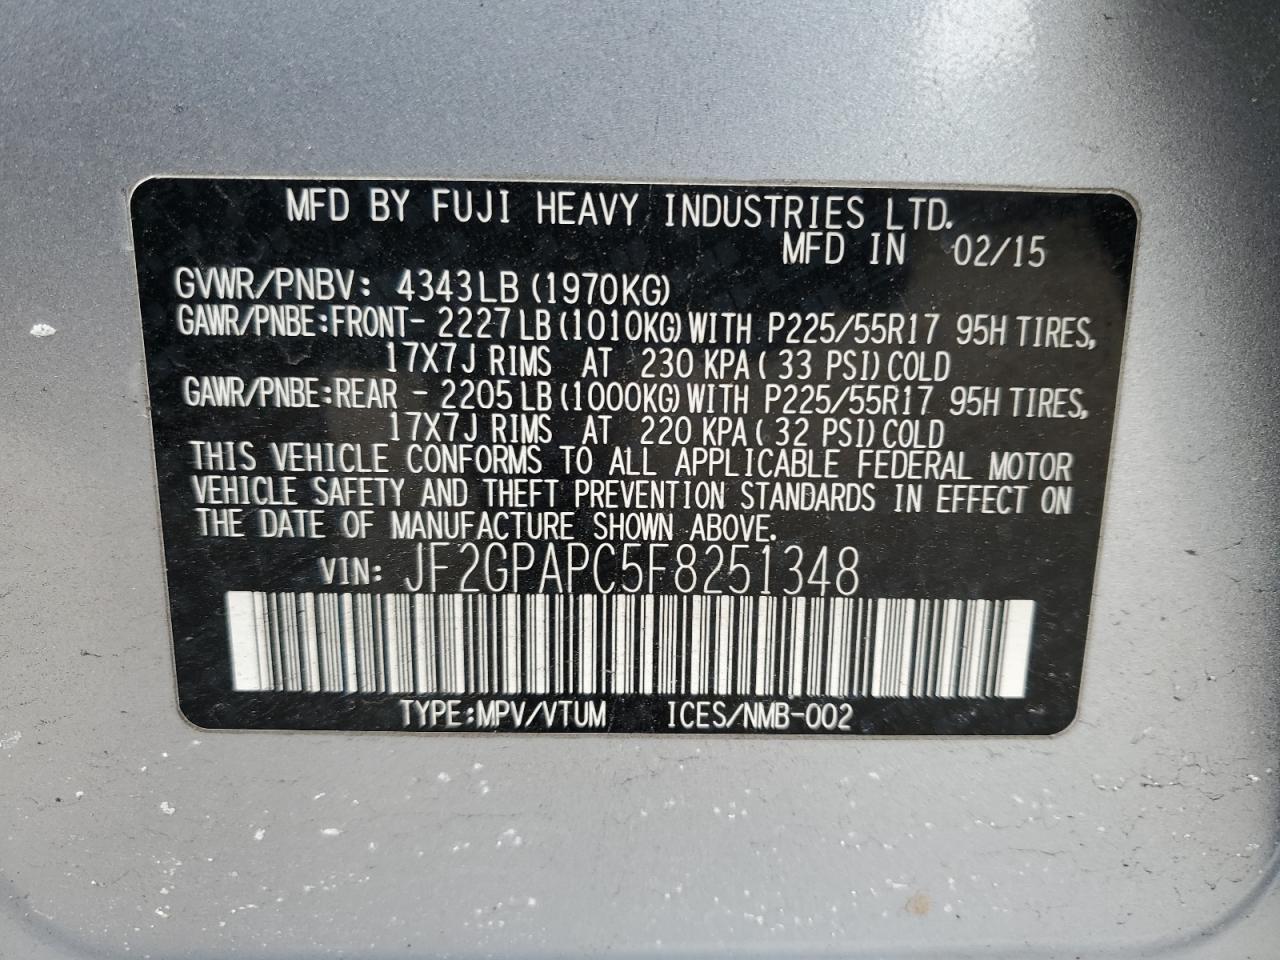 MFD BY FUJI HEAVY INDUSTRIES LTD.
MFD IN 02/15
GVWR/PNBV: 4343LB (1970KG)
GAWR/PNBE:FRONT- 2227LB (1010KG) WITH P225/55R17 95H TIRES,
17X7J RIMS AT 230 KPA ( 33 PSI) COLD
GAWR/PNBE:REAR - 2205LB (1000KG) WITH P225/55R17 95H TIRES,
17X7J RIMS AT 220 KPA ( 32 PSI) COLD
THIS VEHICLE CONFORMS TO ALL APPLICABLE FEDERAL MOTOR
VEHICLE SAFETY AND THEFT PREVENTION STANDARDS IN EFFECT ON
THE DATE OF MANUFACTURE SHOWN ABOVE.
VIN: JF2GPAPC5F8251348
TYPE:MPV/VTUM ICES/NMB-002